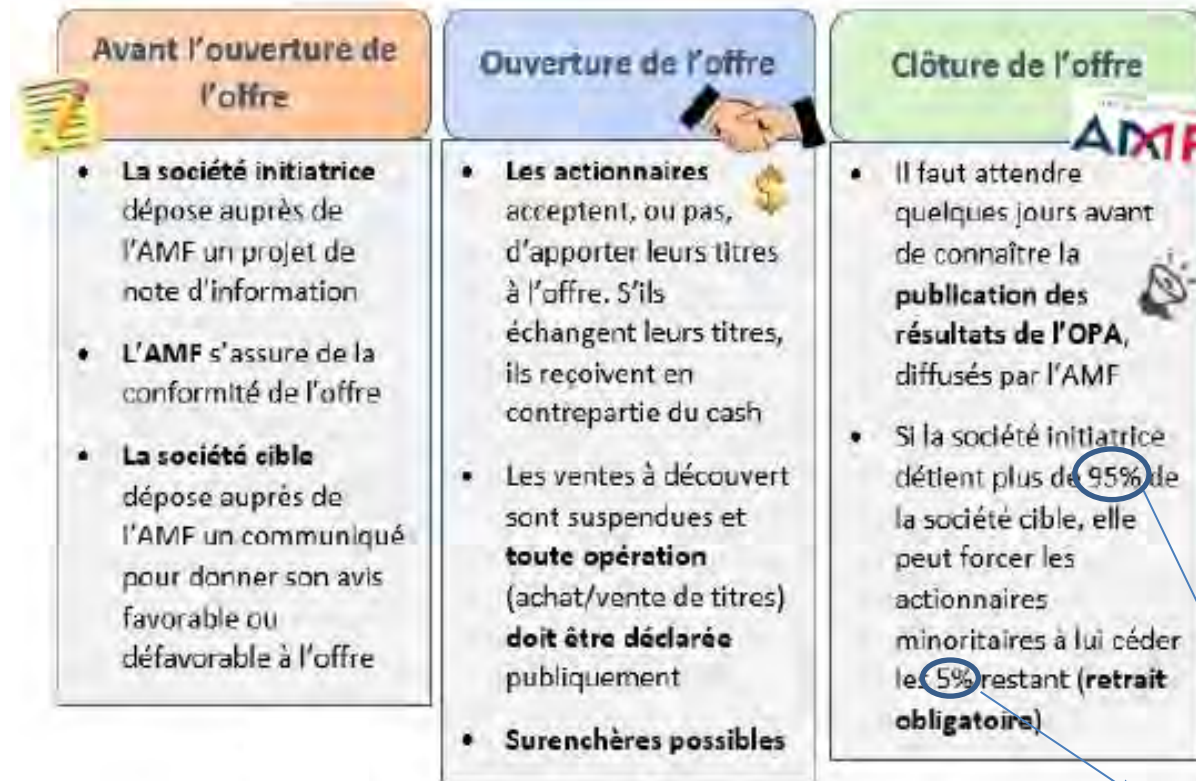 Avant l'ouverture de
l'offre
• La société initiatrice
dépose auprès de
l'AMF un projet de
note d'information
• L'AMF s'assure de la
conformité de l'offre
• La société cible
dépose auprès de
l'AMF un communiqué
pour donner son avis
favorable ou
défavorable à l'offre
Ouverture de l'offre
• Les actionnaires
acceptent, ou pas,
d'apporter leurs titres
à l'offre. S'ils
échangent leurs titres,
ils reçoivent en
contrepartie du cash
• Les ventes à découvert
sont suspendues et
toute opération
(achat/vente de titres)
doit être déclarée
publiquement
• Surenchères possibles
Clôture de l'offre
AMF
• Il faut attendre
quelques jours avant
de connaître la
publication des
résultats de l'OPA,
diffusés par l'AMF
• Si la société initiatrice
détient plus de 95% de
la société cible, elle
peut forcer les
actionnaires
minoritaires à lui céder
les 5% restant (retrait
obligatoire)